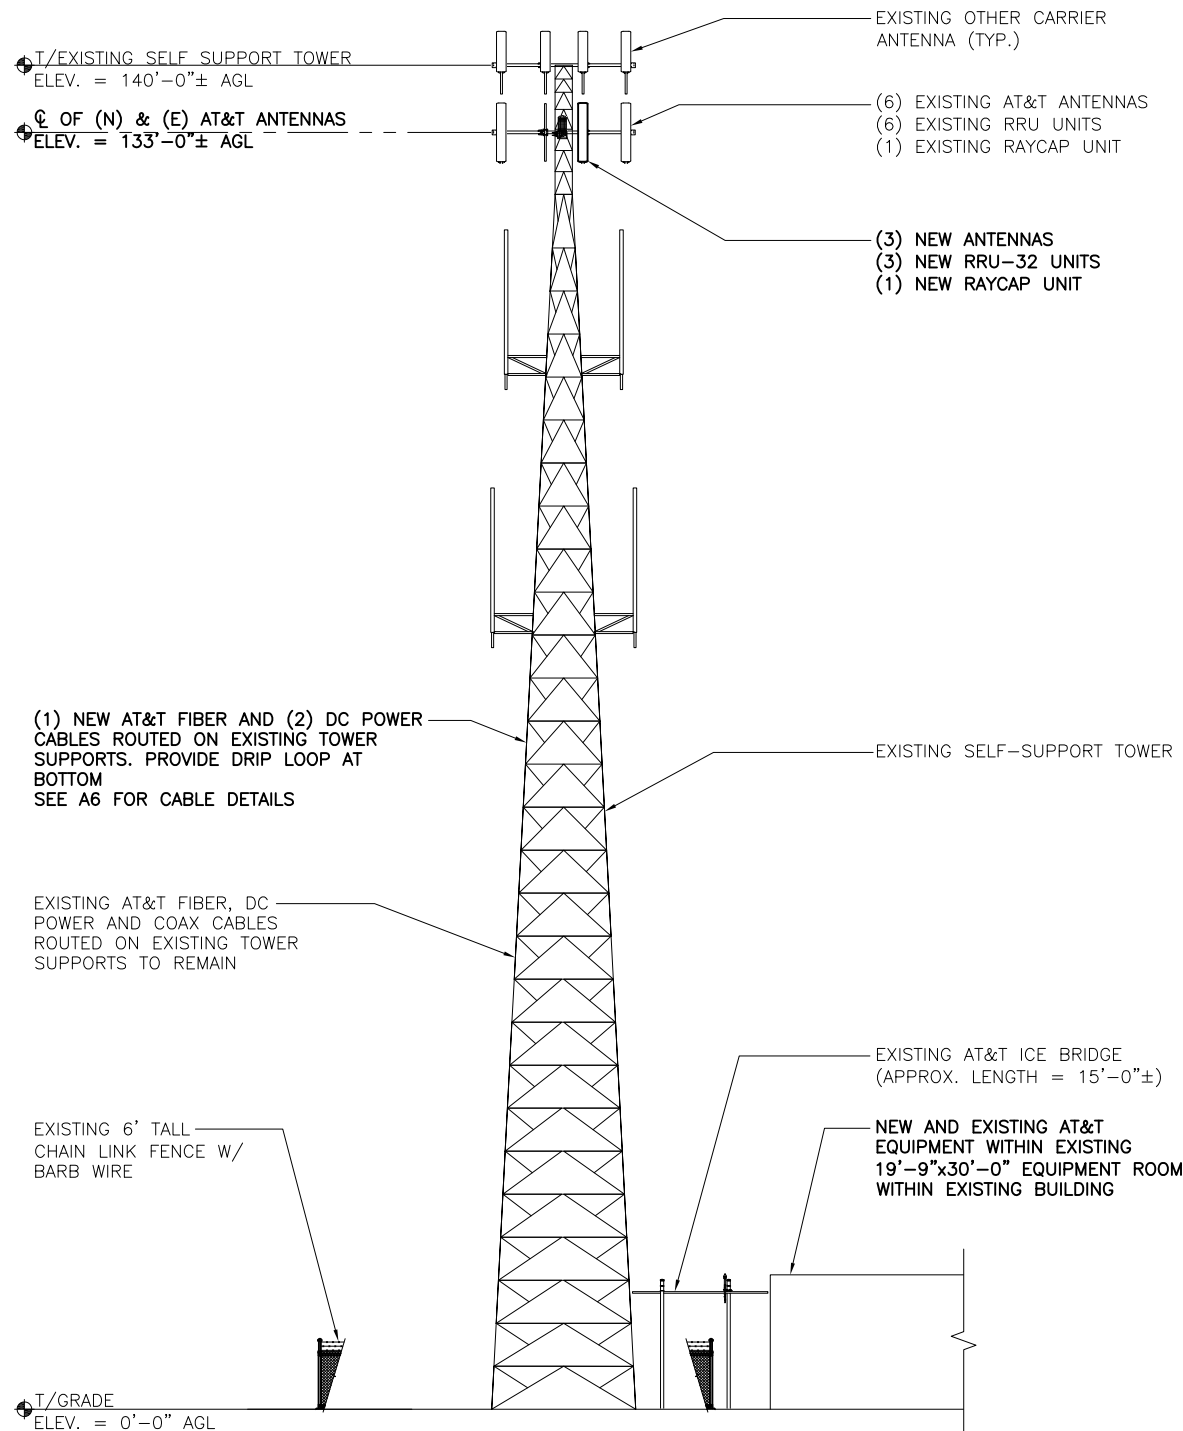 EXISTING OTHER CARRIER
ANTENNA (TYP.)
T/EXISTING SELF SUPPORT TOWER
ELEV. = 140'-0"± AGL
℄ OF (N) & (E) AT&T ANTENNAS
ELEV. = 133'-0"± AGL
(6) EXISTING AT&T ANTENNAS
(6) EXISTING RRU UNITS
(1) EXISTING RAYCAP UNIT
(3) NEW ANTENNAS
(3) NEW RRU-32 UNITS
(1) NEW RAYCAP UNIT
(1) NEW AT&T FIBER AND (2) DC POWER
CABLES ROUTED ON EXISTING TOWER
SUPPORTS. PROVIDE DRIP LOOP AT
BOTTOM
SEE A6 FOR CABLE DETAILS
EXISTING SELF-SUPPORT TOWER
EXISTING AT&T FIBER, DC
POWER AND COAX CABLES
ROUTED ON EXISTING TOWER
SUPPORTS TO REMAIN
EXISTING AT&T ICE BRIDGE
(APPROX. LENGTH = 15'-0"±)
EXISTING 6' TALL
CHAIN LINK FENCE W/
BARB WIRE
NEW AND EXISTING AT&T
EQUIPMENT WITHIN EXISTING
19'-9"x30'-0" EQUIPMENT ROOM
WITHIN EXISTING BUILDING
T/GRADE
ELEV. = 0'-0" AGL